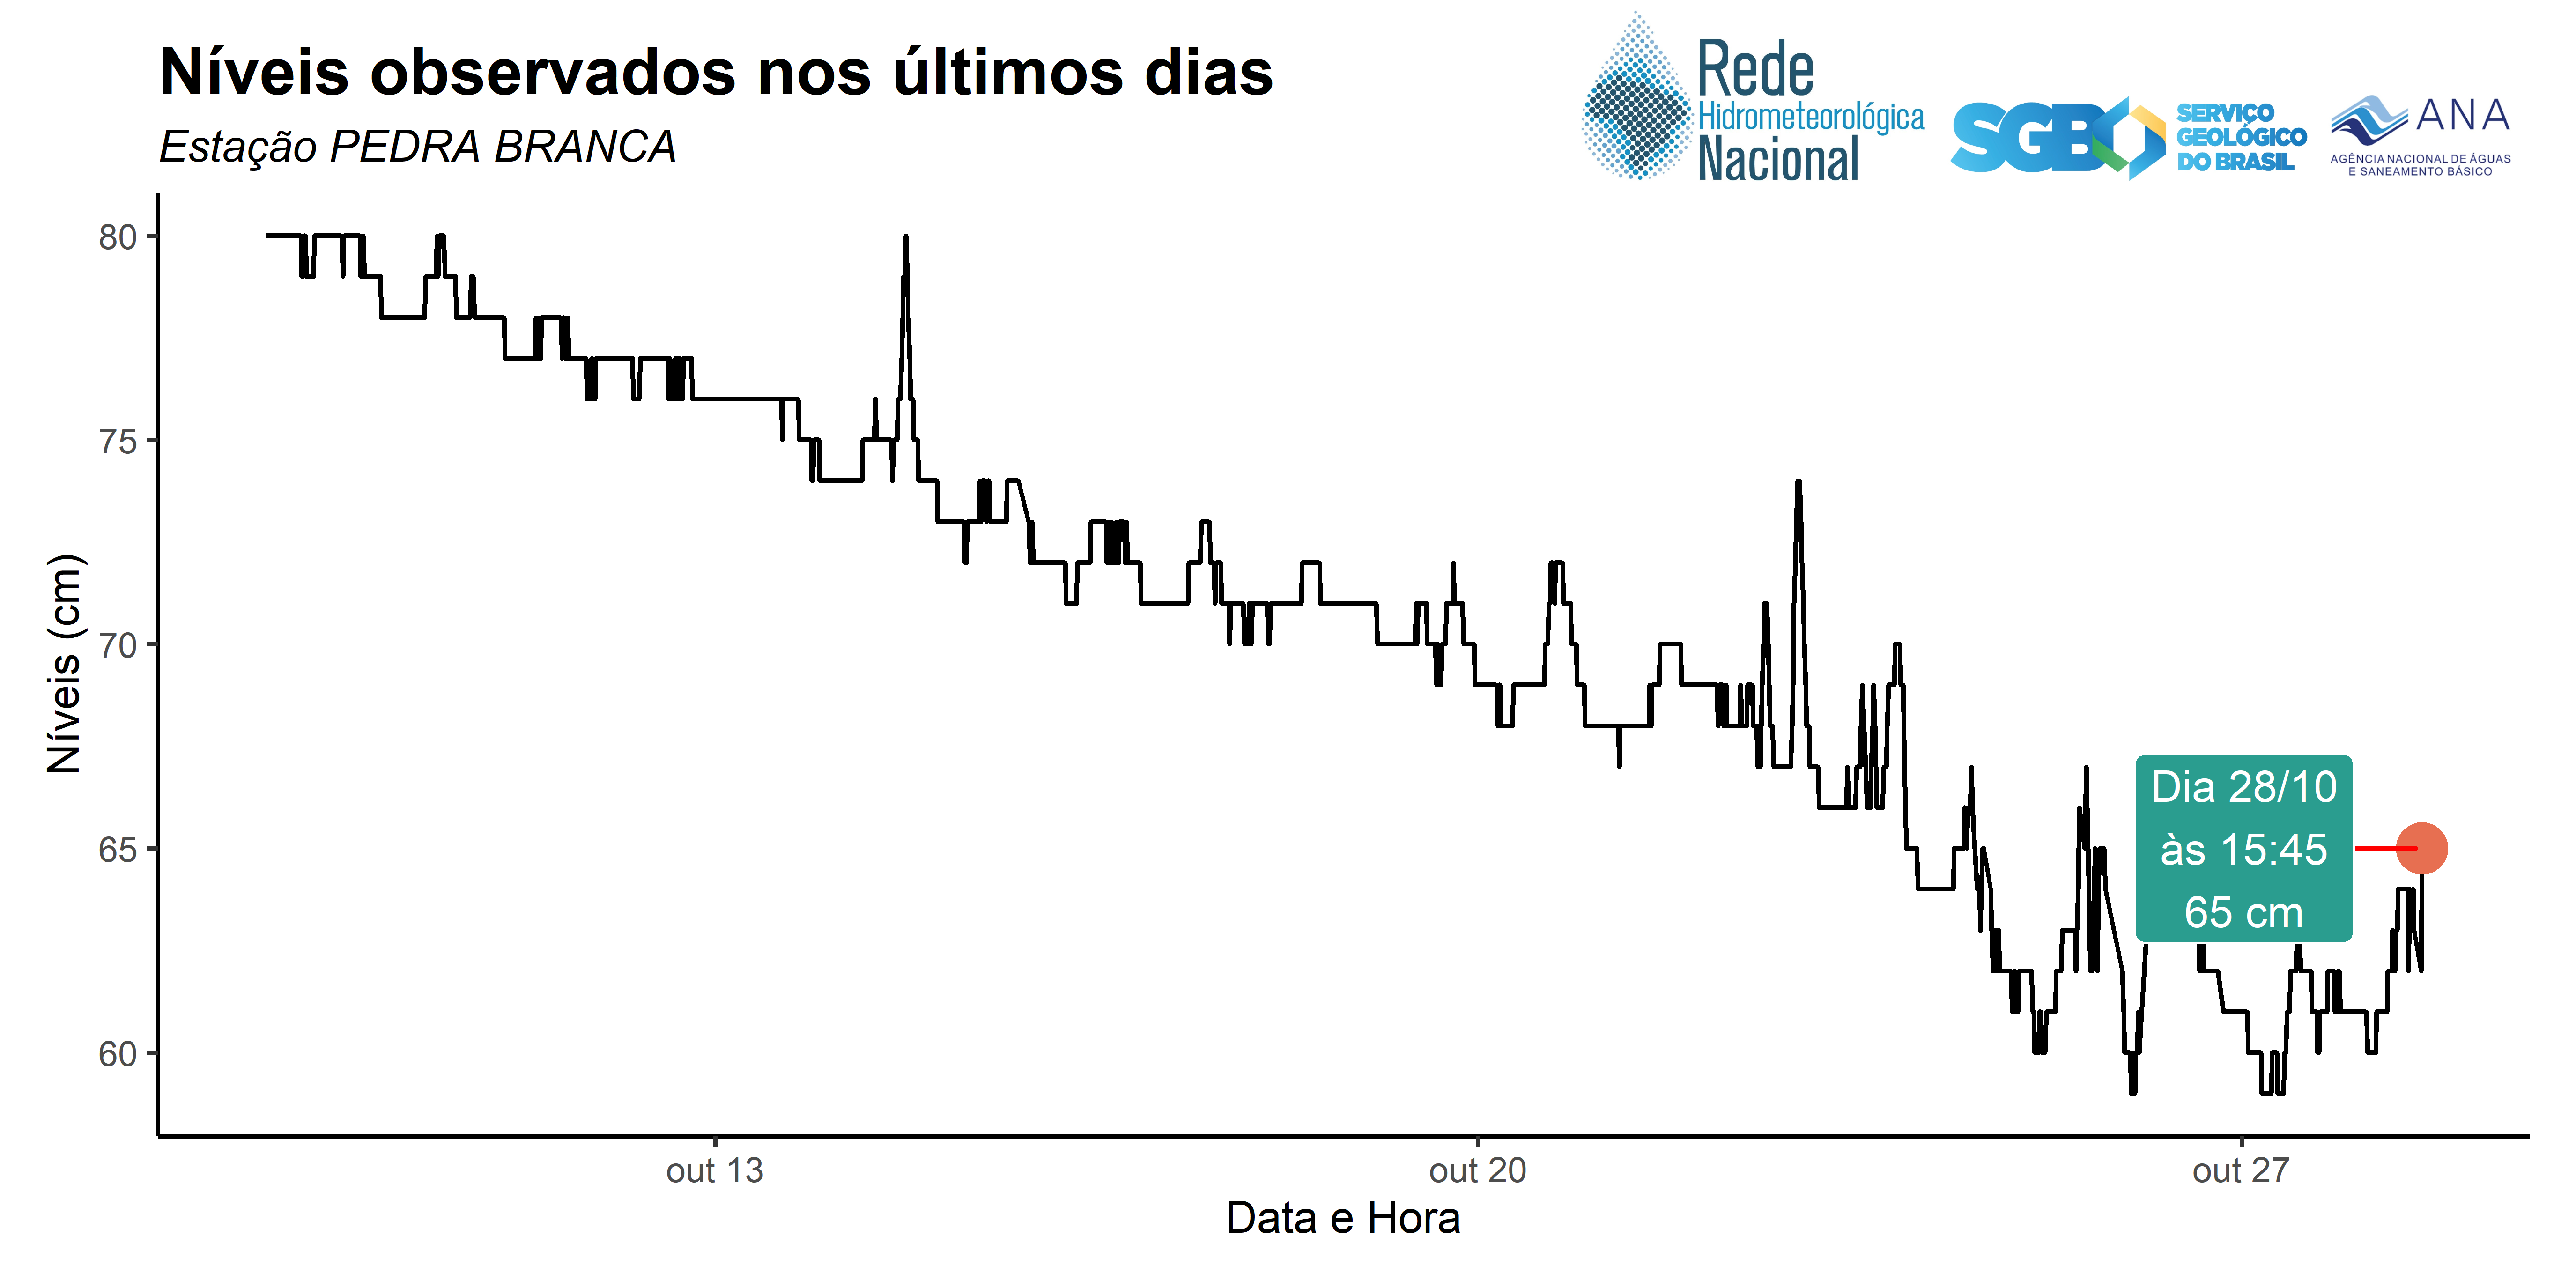 Níveis observados nos últimos dias
Estação PEDRA BRANCA
Rede
Hidrometeorológica
Nacional
SGB
SERVIÇO
GEOLÓGICO
DO BRASIL
ANA
AGÊNCIA NACIONAL DE ÁGUAS
E SANEAMENTO BÁSICO
Níveis (cm)
80
75
70
65
60
Dia 28/10
às 15:45
65 cm
out 13
out 20
out 27
Data e Hora